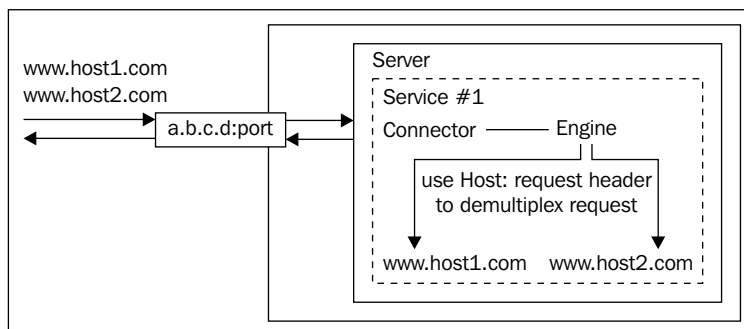 www.host1.com
www.host2.com
a.b.c.d:port
Server
Service #1
Connector
Engine
use Host: request header
to demultiplex request
www.host1.com
www.host2.com